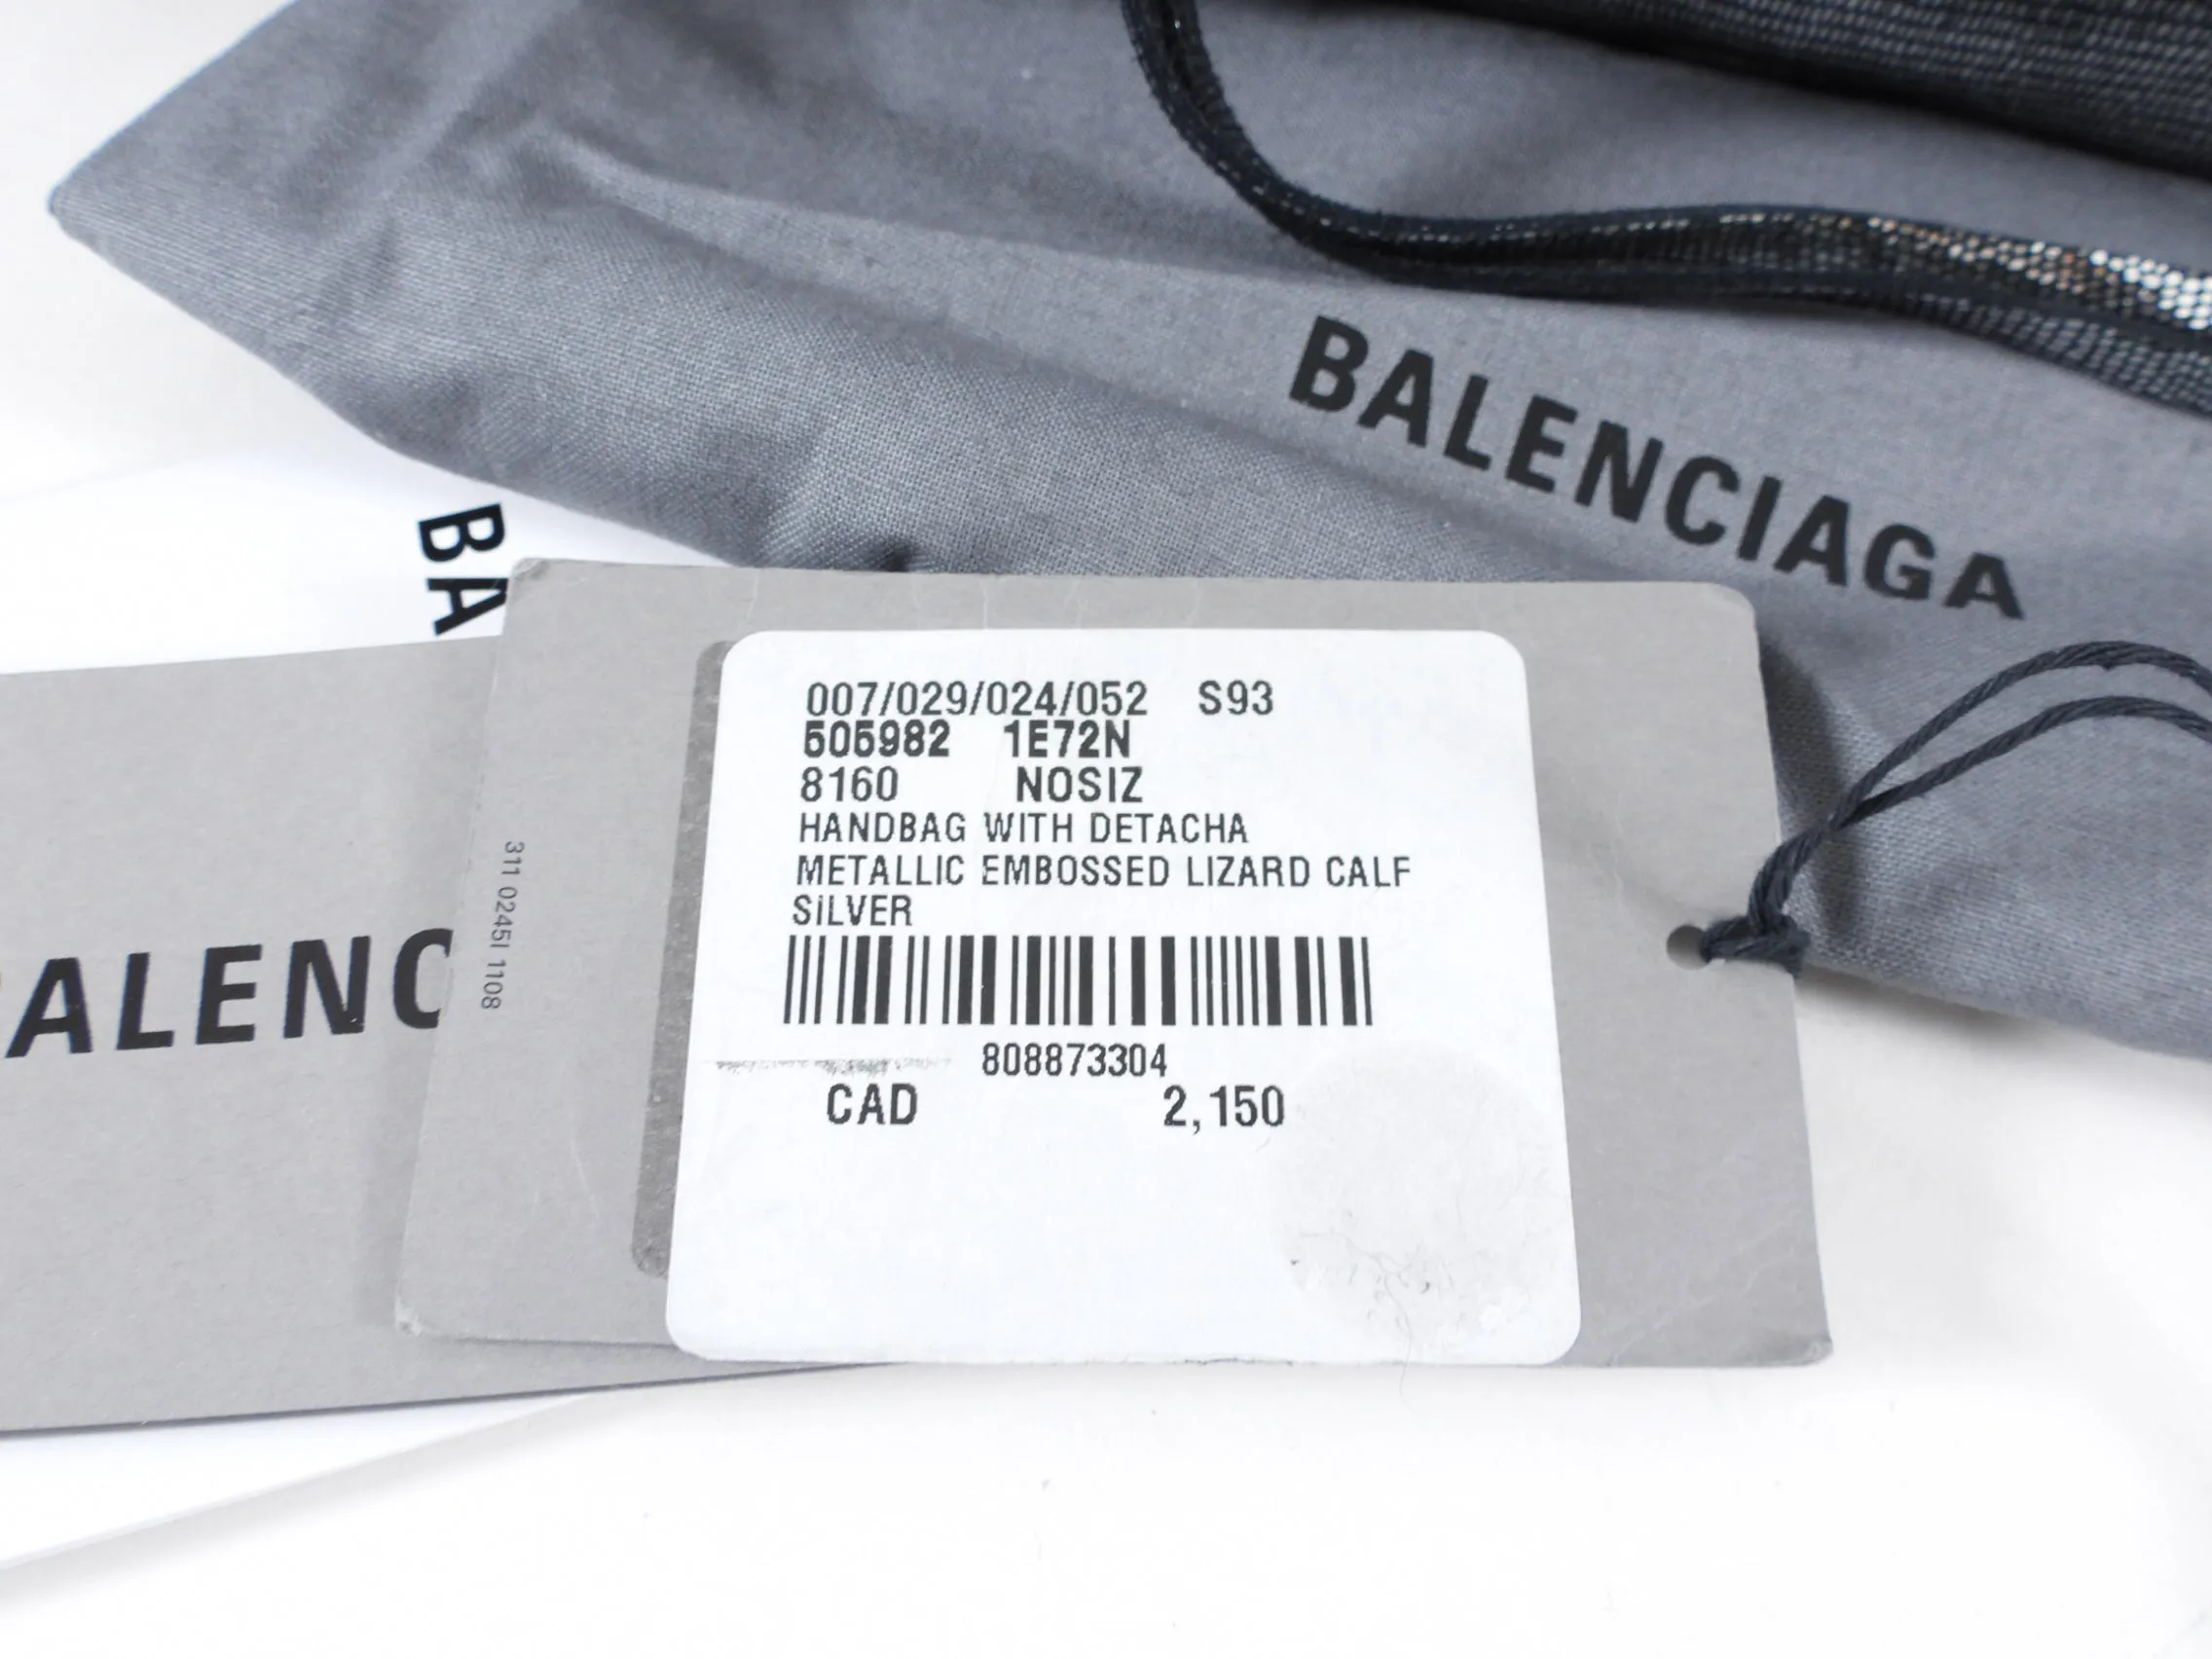 BALENCIAGA
BA
ALENC
311 0245I 1108
007/029/024/052 S93
505982 1E72N
8160 NOSIZ
HANDBAG WITH DETACHA
METALLIC EMBOSSED LIZARD CALF
SILVER
808873304
CAD 2,150